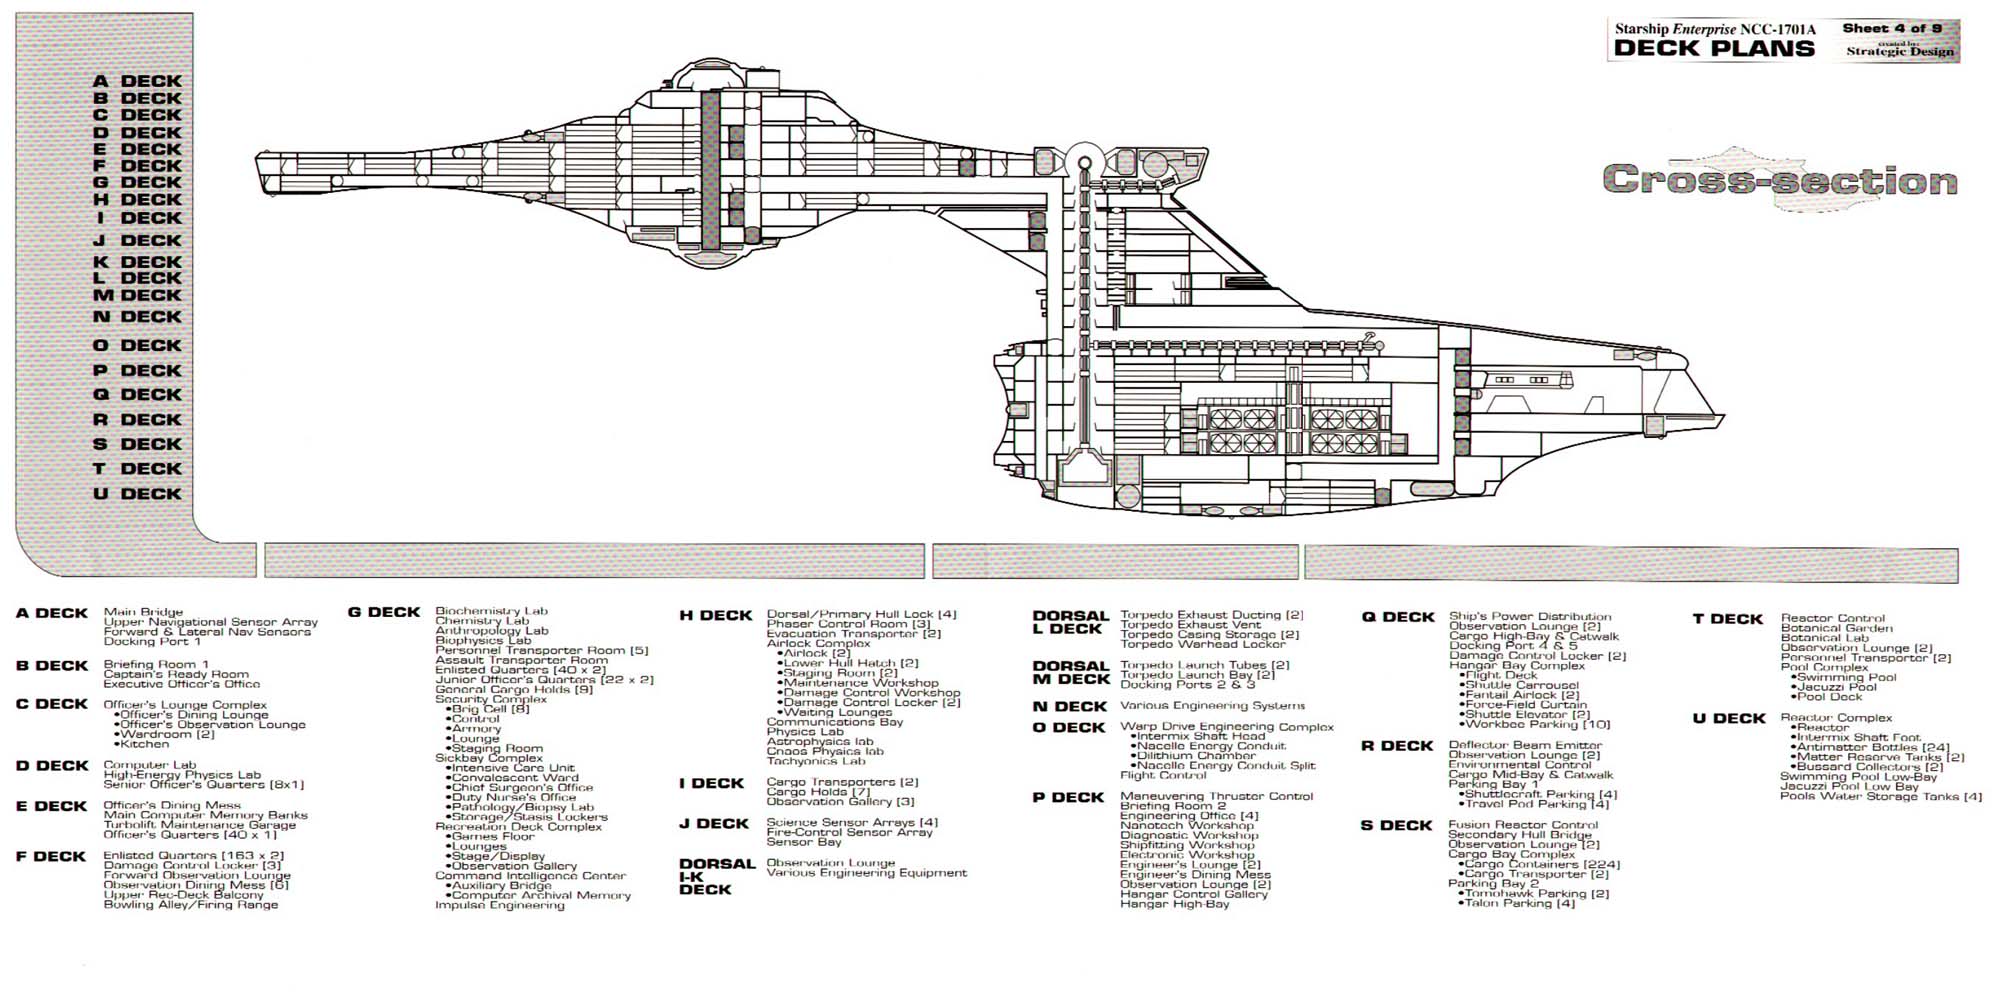 Starship Enterprise NCC-1701A
DECK PLANS
Sheet 4 of 9
created by:
Strategic Design
Cross-section
A DECK
B DECK
C DECK
D DECK
E DECK
F DECK
G DECK
H DECK
I DECK
J DECK
K DECK
L DECK
M DECK
N DECK
O DECK
P DECK
Q DECK
R DECK
S DECK
T DECK
U DECK
A DECK Main Bridge
Upper Navigational Sensor Array
Forward & Lateral Nav Sensors
Docking Port 1
B DECK Briefing Room 1
Captain's Ready Room
Executive Officer's Office
C DECK Officer's Lounge Complex
•Officer's Dining Lounge
•Officer's Observation Lounge
•Wardroom [2]
•Kitchen
D DECK Computer Lab
High-Energy Physics Lab
Senior Officer's Quarters [8x1]
E DECK Officer's Dining Mess
Main Computer Memory Banks
Turbolift Maintenance Garage
Officer's Quarters [40 x 1]
F DECK Enlisted Quarters [163 x 2]
Damage Control Locker [3]
Forward Observation Lounge
Observation Dining Mess [6]
Upper Rec-Deck Balcony
Bowling Alley/Firing Range
G DECK Biochemistry Lab
Chemistry Lab
Anthropology Lab
Biophysics Lab
Personnel Transporter Room [5]
Assault Transporter Room
Enlisted Quarters [40 x 2]
Junior Officer's Quarters [22 x 2]
General Cargo Holds [9]
Security Complex
•Brig Cell [8]
•Control
•Armory
•Lounge
•Staging Room
Sickbay Complex
•Intensive Care Unit
•Convalescent Ward
•Chief Surgeon's Office
•Duty Nurse's Office
•Pathology/Biopsy Lab
•Storage/Stasis Lockers
Recreation Deck Complex
•Games Floor
•Lounges
•Stage/Display
•Observation Gallery
Command Intelligence Center
•Auxiliary Bridge
•Computer Archival Memory
Impulse Engineering
H DECK Dorsal/Primary Hull Lock [4]
Phaser Control Room [3]
Evacuation Transporter [2]
Airlock Complex
•Airlock [2]
•Lower Hull Hatch [2]
•Staging Room [2]
•Maintenance Workshop
•Damage Control Workshop
•Damage Control Locker [2]
•Waiting Lounges
Communications Bay
Physics Lab
Astrophysics lab
Chaos Physics lab
Tachyonics Lab
I DECK Cargo Transporters [2]
Cargo Holds [7]
Observation Gallery [3]
J DECK Science Sensor Arrays [4]
Fire-Control Sensor Array
Sensor Bay
DORSAL I-K DECK Observation Lounge
Various Engineering Equipment
DORSAL L DECK Torpedo Exhaust Ducting [2]
Torpedo Exhaust Vent
Torpedo Casing Storage [2]
Torpedo Warhead Locker
DORSAL M DECK Torpedo Launch Tubes [2]
Torpedo Launch Bay [2]
Docking Ports 2 & 3
N DECK Various Engineering Systems
O DECK Warp Drive Engineering Complex
•Intermix Shaft Head
•Nacelle Energy Conduit
•Dilithium Chamber
•Nacelle Energy Conduit Split
Flight Control
P DECK Maneuvering Thruster Control
Briefing Room 2
Engineering Office [4]
Nanotech Workshop
Diagnostic Workshop
Shipfitting Workshop
Electronic Workshop
Engineer's Lounge [2]
Engineer's Dining Mess
Observation Lounge [2]
Hangar Control Gallery
Hangar High-Bay
Q DECK Ship's Power Distribution
Observation Lounge [2]
Cargo High-Bay & Catwalk
Docking Port 4 & 5
Damage Control Locker [2]
Hangar Bay Complex
•Flight Deck
•Shuttle Carrousel
•Fantail Airlock [2]
•Force-Field Curtain
•Shuttle Elevator [2]
•Workbee Parking [10]
R DECK Deflector Beam Emitter
Observation Lounge [2]
Environmental Control
Cargo Mid-Bay & Catwalk
Parking Bay 1
•Shuttlecraft Parking [4]
•Travel Pod Parking [4]
S DECK Fusion Reactor Control
Secondary Hull Bridge
Observation Lounge [2]
Cargo Bay Complex
•Cargo Containers [224]
•Cargo Transporter [2]
Parking Bay 2
•Tomohawk Parking [2]
•Talon Parking [4]
T DECK Reactor Control
Botanical Garden
Botanical Lab
Observation Lounge [2]
Personnel Transporter [2]
Pool Complex
•Swimming Pool
•Jacuzzi Pool
•Pool Deck
U DECK Reactor Complex
•Reactor
•Intermix Shaft Foot
•Antimatter Bottles [24]
•Matter Reserve Tanks [2]
•Bussard Collectors [2]
Swimming Pool Low-Bay
Jacuzzi Pool Low Bay
Pools Water Storage Tanks [4]